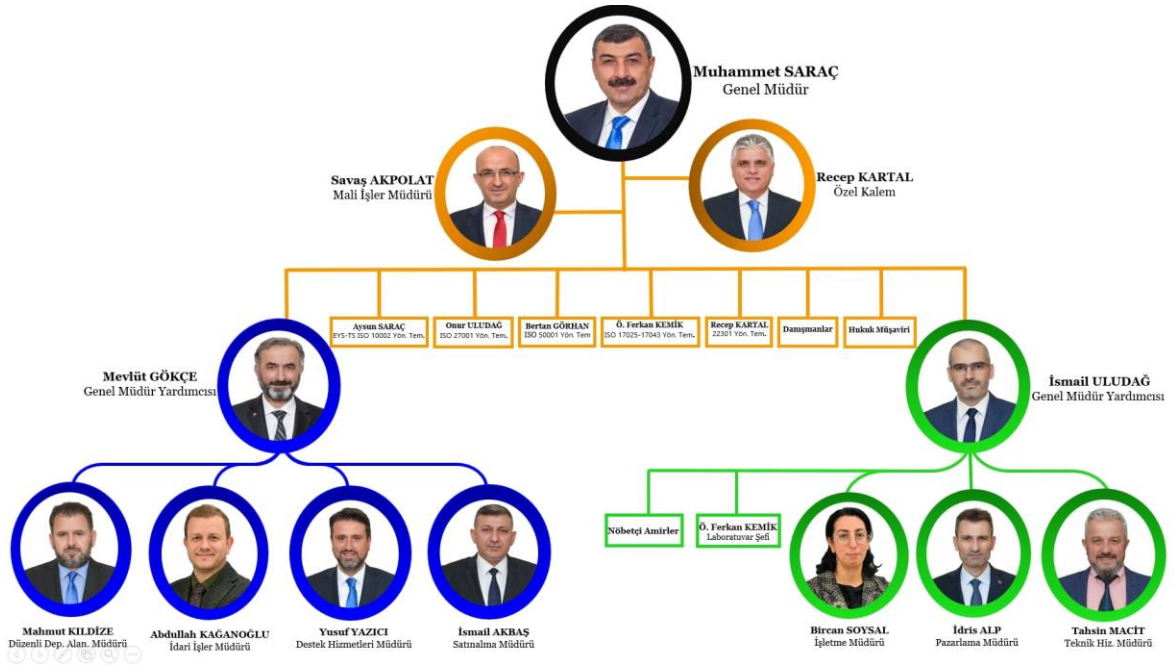 Muhammet SARAÇ
Genel Müdür
Savaş AKPOLAT
Mali İşler Müdürü
Recep KARTAL
Özel Kalem
Aysun SARAÇ
EYS-TS ISO 10002 Yön. Tem.
Onur ULUDAĞ
ISO 27001 Yön. Tem.
Bertan GÖRHAN
ISO 50001 Yön. Tem
Ö. Ferkan KEMİK
ISO 17025-17043 Yön. Tem.
Recep KARTAL
22301 Yön. Tem.
Danışmanlar
Hukuk Müşaviri
Mevlüt GÖKÇE
Genel Müdür Yardımcısı
İsmail ULUDAĞ
Genel Müdür Yardımcısı
Nöbetçi Amirler
Ö. Ferkan KEMİK
Laboratuvar Şefi
Mahmut KILDİZE
Düzenli Dep. Alan. Müdürü
Abdullah KAĞANOĞLU
İdari İşler Müdürü
Yusuf YAZICI
Destek Hizmetleri Müdürü
İsmail AKBAŞ
Satınalma Müdürü
Bircan SOYSAL
İşletme Müdürü
İdris ALP
Pazarlama Müdürü
Tahsin MACİT
Teknik Hiz. Müdürü